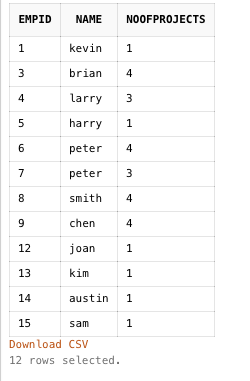 EMPID NAME NOOFPROJECTS
1 kevin 1
3 brian 4
4 larry 3
5 harry 1
6 peter 4
7 peter 3
8 smith 4
9 chen 4
12 joan 1
13 kim 1
14 austin 1
15 sam 1
Download CSV
12 rows selected.